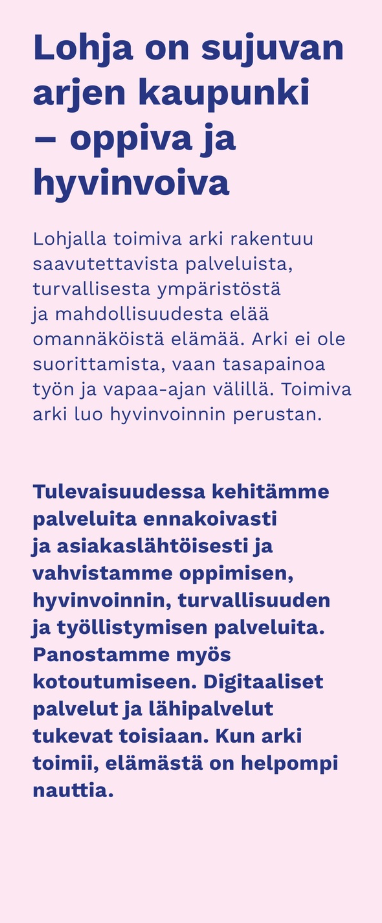 Lohja on sujuvan
arjen kaupunki
– oppiva ja
hyvinvoiva
Lohjalla toimiva arki rakentuu
saavutettavista palveluista,
turvallisesta ympäristöstä
ja mahdollisuudesta elää
omannäköistä elämää. Arki ei ole
suorittamista, vaan tasapainoa
työn ja vapaa-ajan välillä. Toimiva
arki luo hyvinvoinnin perustan.
Tulevaisuudessa kehitämme
palveluita ennakoivasti
ja asiakaslähtöisesti ja
vahvistamme oppimisen,
hyvinvoinnin, turvallisuuden
ja työllistymisen palveluita.
Panostamme myös
kotoutumiseen. Digitaaliset
palvelut ja lähipalvelut
tukevat toisiaan. Kun arki
toimii, elämästä on helpompi
nauttia.